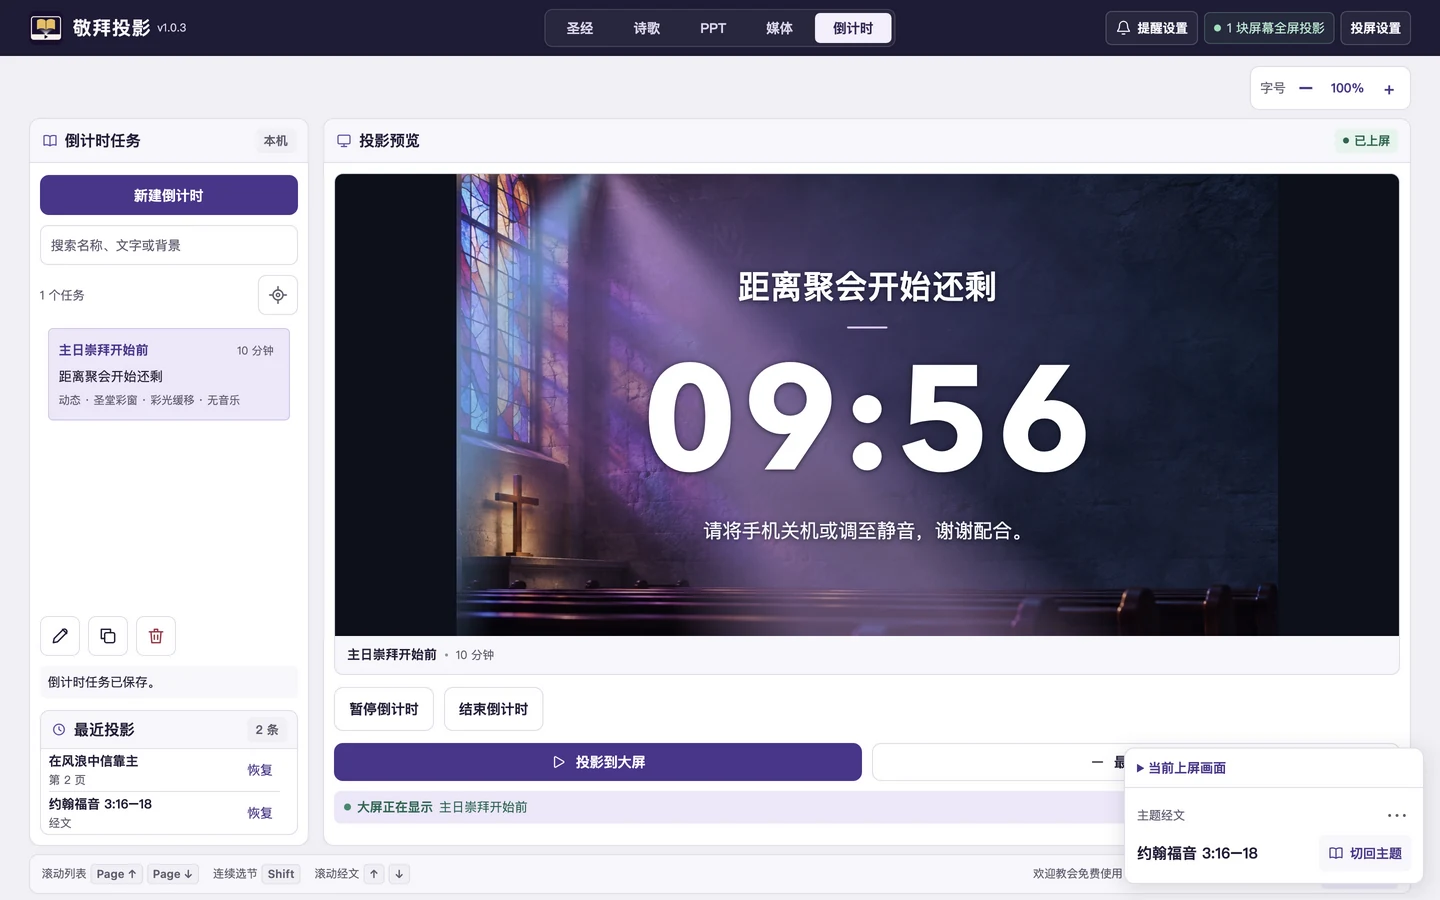 敬拜投影 v1.0.3
圣经 诗歌 PPT 媒体 倒计时
提醒设置 1 块屏幕全屏投影 投屏设置
字号 — 100% +
倒计时任务 本机
新建倒计时
搜索名称、文字或背景
1 个任务
主日崇拜开始前 10 分钟
距离聚会开始还剩
动态 · 圣堂彩窗 · 彩光缓移 · 无音乐
倒计时任务已保存。
最近投影 2 条
在风浪中信靠主
第 2 页
恢复
约翰福音 3:16—18
经文
恢复
投影预览 已上屏
距离聚会开始还剩
09:56
请将手机关机或调至静音，谢谢配合。
主日崇拜开始前 • 10 分钟
暂停倒计时 结束倒计时
投影到大屏
大屏正在显示 主日崇拜开始前
当前上屏画面
主题经文 ···
约翰福音 3:16—18 切回主题
滚动列表 Page ↑ Page ↓ 连续选节 Shift 滚动经文 ↑ ↓
欢迎教会免费使用